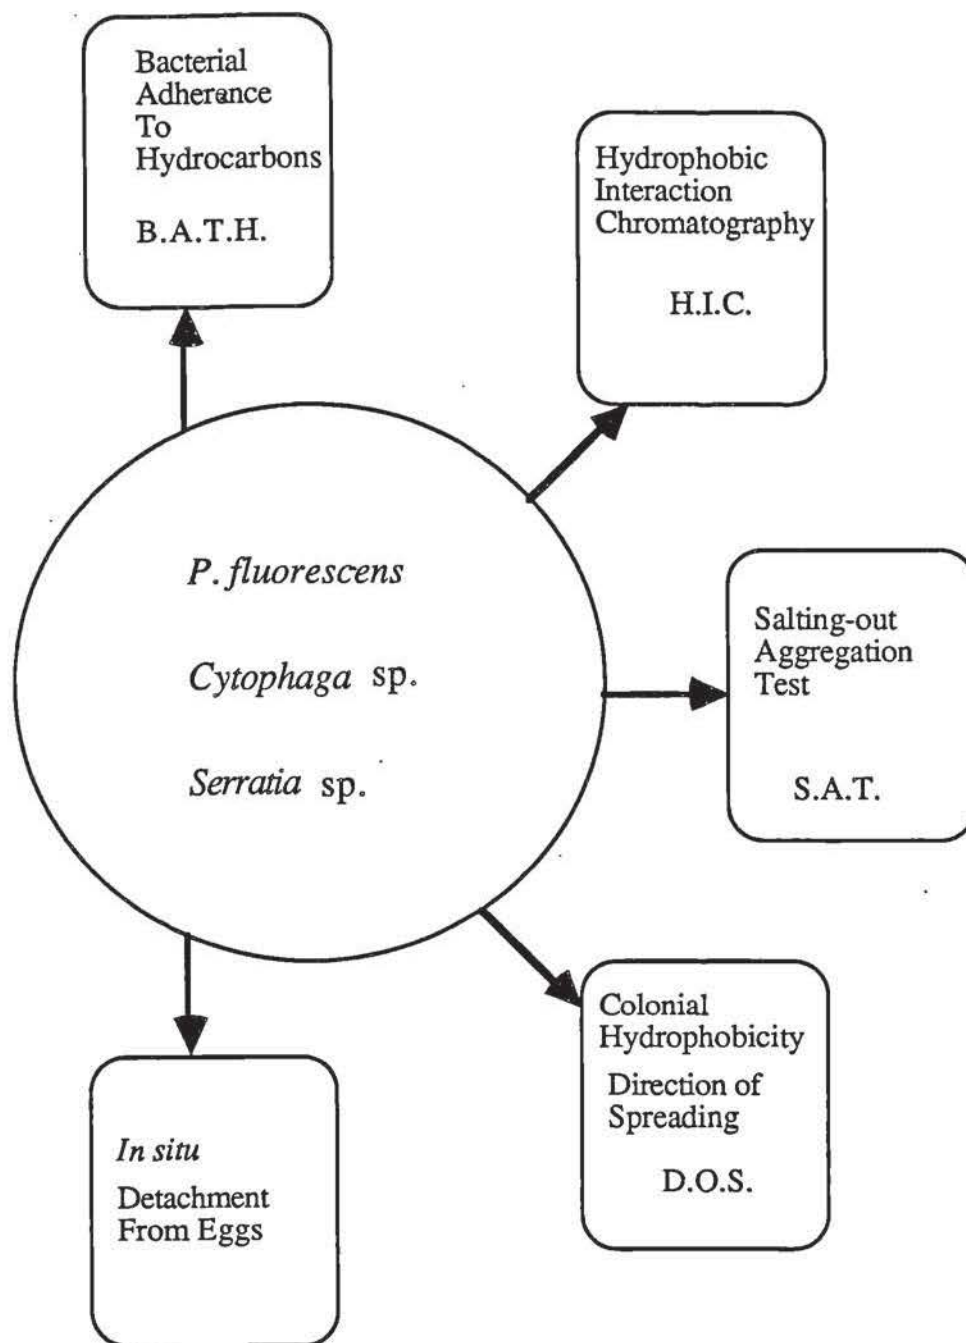 Bacterial
Adherance
To
Hydrocarbons
B.A.T.H.
Hydrophobic
Interaction
Chromatography
H.I.C.
P. fluorescens
Cytophaga sp.
Serratia sp.
Salting-out
Aggregation
Test
S.A.T.
Colonial
Hydrophobicity
Direction of
Spreading
D.O.S.
In situ
Detachment
From Eggs